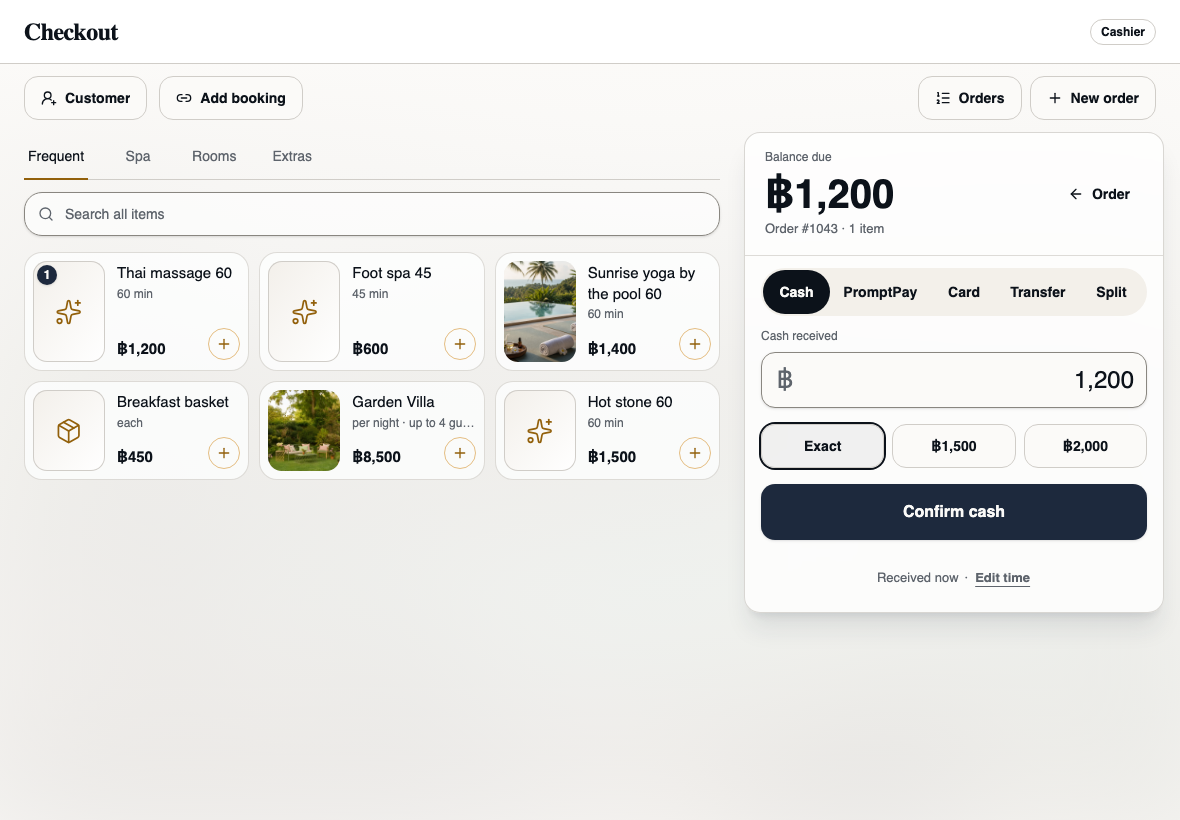 Checkout
Cashier
Customer
Add booking
Orders
New order
Frequent
Spa
Rooms
Extras
Search all items
1
Thai massage 60
60 min
฿1,200
Foot spa 45
45 min
฿600
Sunrise yoga by
the pool 60
60 min
฿1,400
Breakfast basket
each
฿450
Garden Villa
per night · up to 4 gu…
฿8,500
Hot stone 60
60 min
฿1,500
Balance due
฿1,200
Order #1043 · 1 item
Order
Cash
PromptPay
Card
Transfer
Split
Cash received
฿ 1,200
Exact
฿1,500
฿2,000
Confirm cash
Received now · Edit time